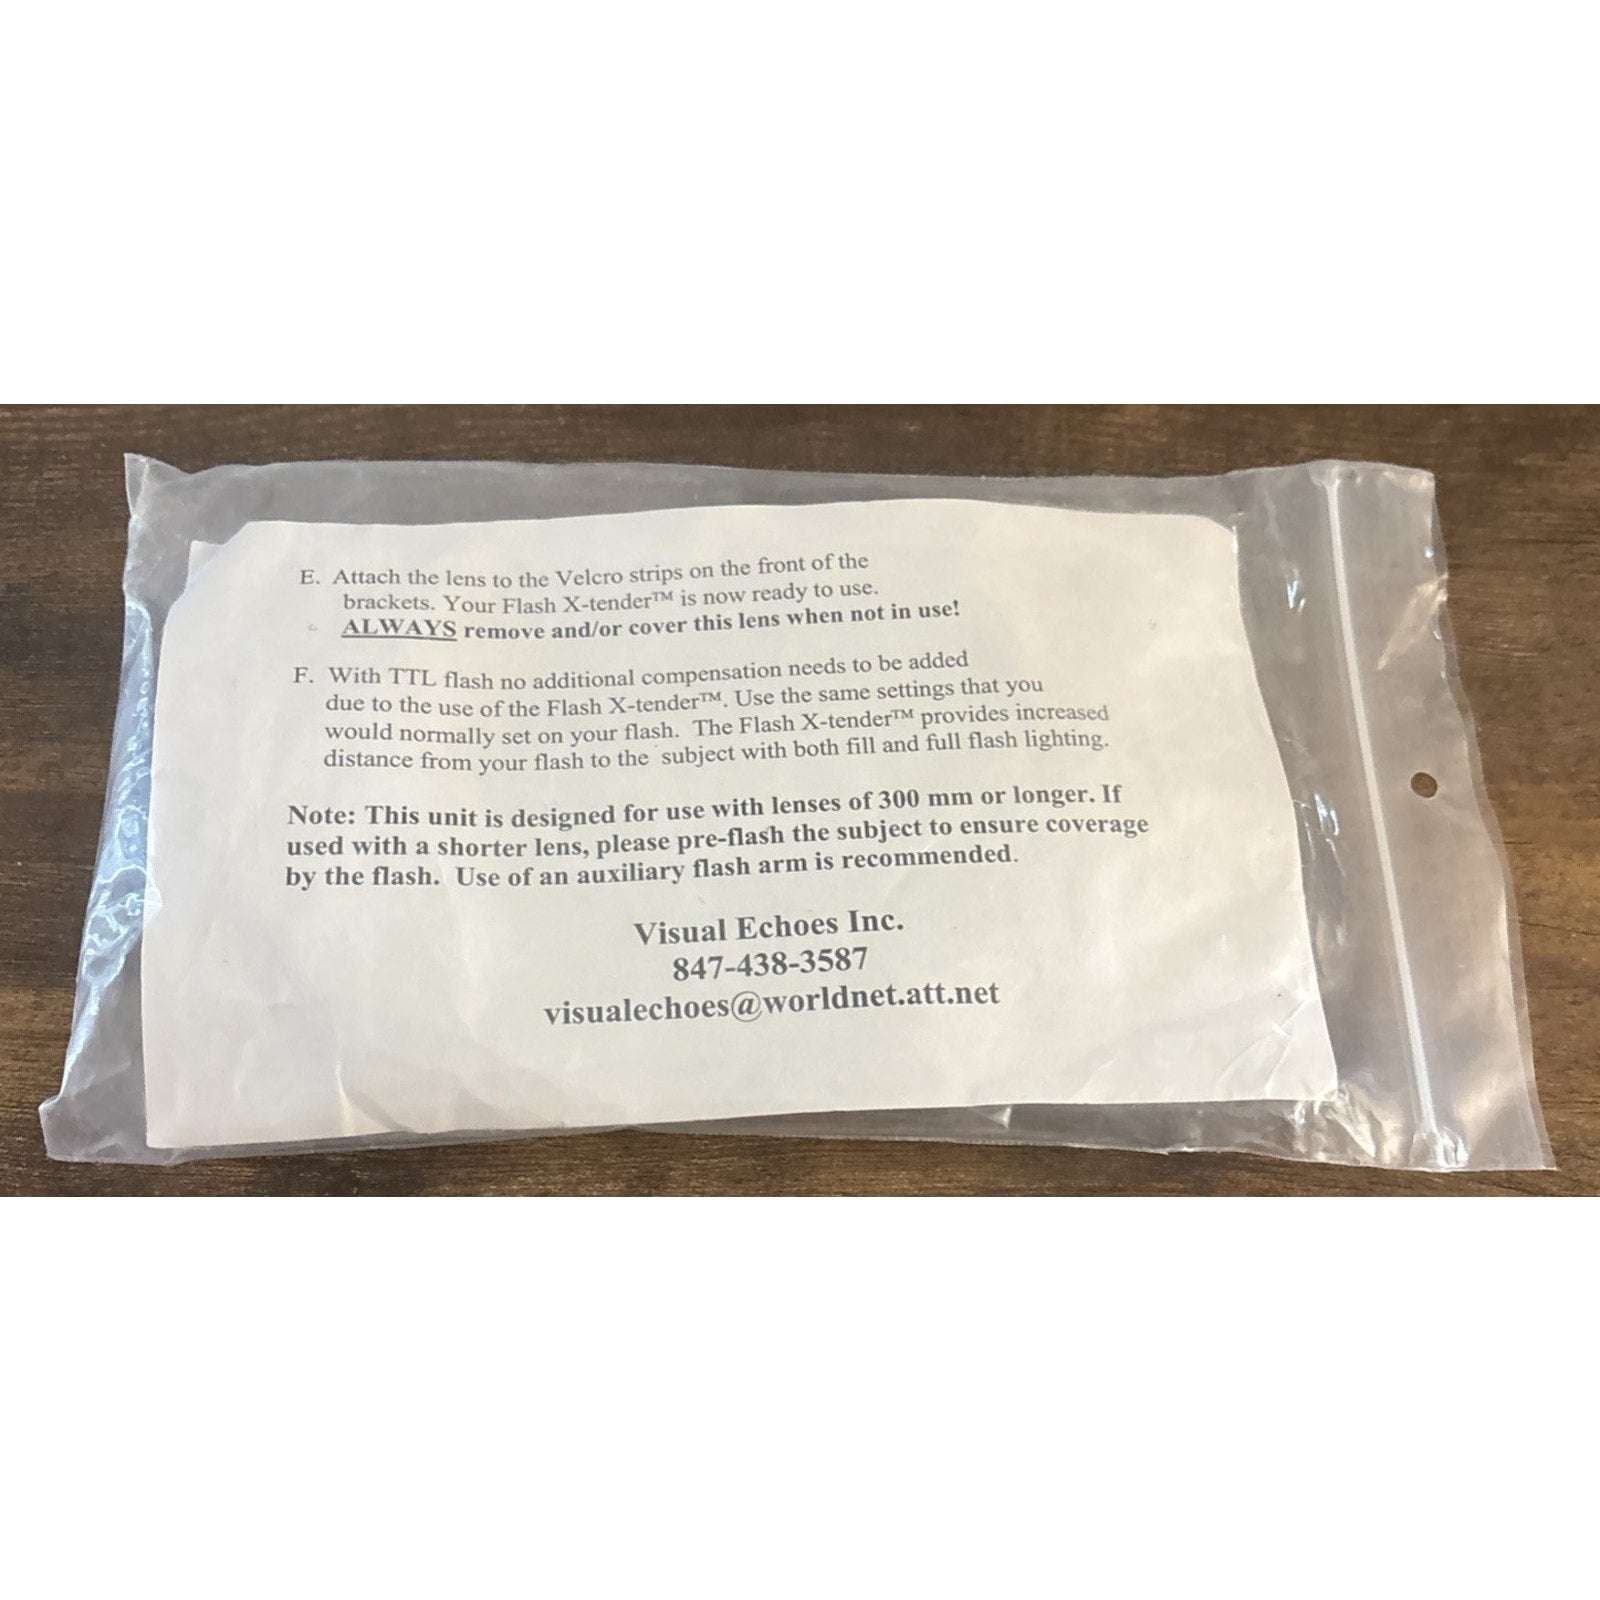 E. Attach the lens to the Velcro strips on the front of the
brackets. Your Flash X-tender™ is now ready to use.
ALWAYS remove and/or cover this lens when not in use!
F. With TTL flash no additional compensation needs to be added
due to the use of the Flash X-tender™. Use the same settings that you
would normally set on your flash. The Flash X-tender™ provides increased
distance from your flash to the subject with both fill and full flash lighting.
Note: This unit is designed for use with lenses of 300 mm or longer. If
used with a shorter lens, please pre-flash the subject to ensure coverage
by the flash. Use of an auxiliary flash arm is recommended.
Visual Echoes Inc.
847-438-3587
visualechoes@worldnet.att.net